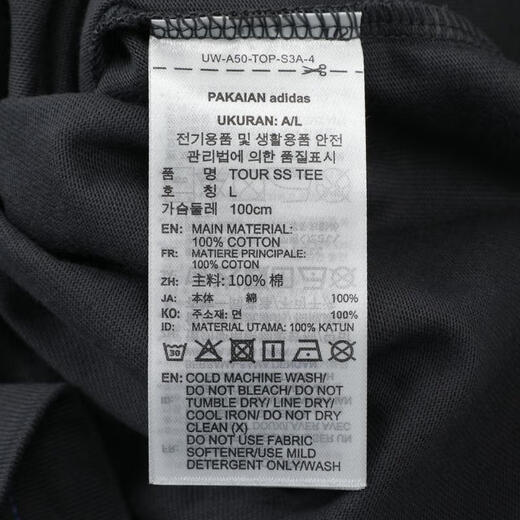 UW-A50-TOP-S3A-4
PAKAIAN adidas
UKURAN: A/L
전기용품 및 생활용품 안전
관리법에 의한 품질표시
품 명 TOUR SS TEE
호 칭 L
가슴둘레 100cm
EN: MAIN MATERIAL:
100% COTTON
FR: MATIERE PRINCIPALE:
100% COTON
ZH: 主料: 100% 棉
JA: 本体 綿 100%
KO: 주소재: 면 100%
ID: MATERIAL UTAMA: 100% KATUN
30
EN: COLD MACHINE WASH/
DO NOT BLEACH/DO NOT
TUMBLE DRY/ LINE DRY/
COOL IRON/ DO NOT DRY
CLEAN (X)
DO NOT USE FABRIC
SOFTENER/USE MILD
DETERGENT ONLY/WASH